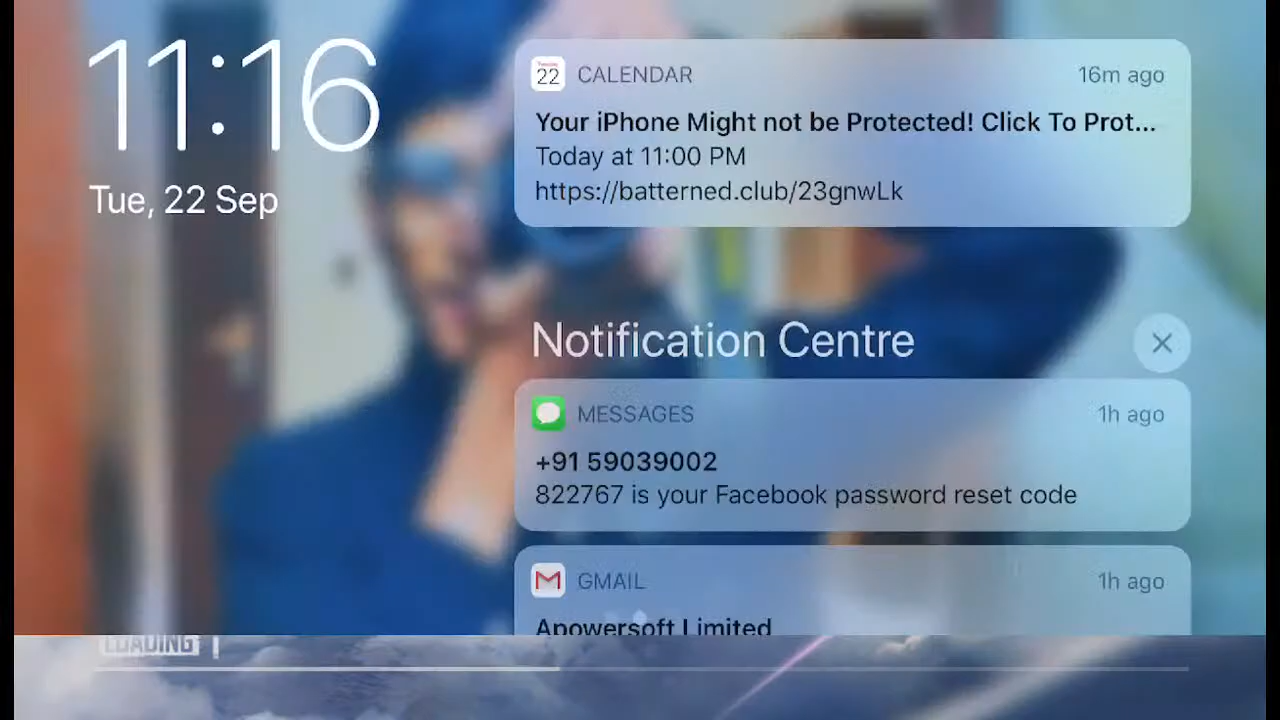 11:16
Tue, 22 Sep
Tuesday
22
CALENDAR
16m ago
Your iPhone Might not be Protected! Click To Prot...
Today at 11:00 PM
https://batterned.club/23gnwLk
Notification Centre
MESSAGES
1h ago
+91 59039002
822767 is your Facebook password reset code
GMAIL
1h ago
Apowersoft Limited
LOADING